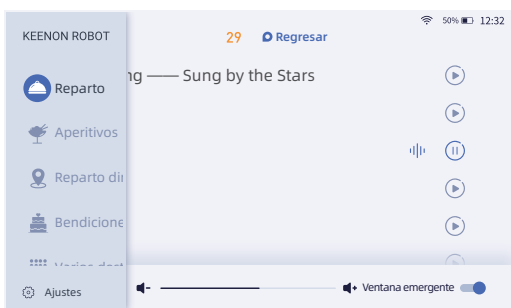 50% 12:32
KEENON ROBOT
29 Regresar
Reparto
ng —— Sung by the Stars
Aperitivos
Reparto dir
Bendicione
Ajustes
Ventana emergente